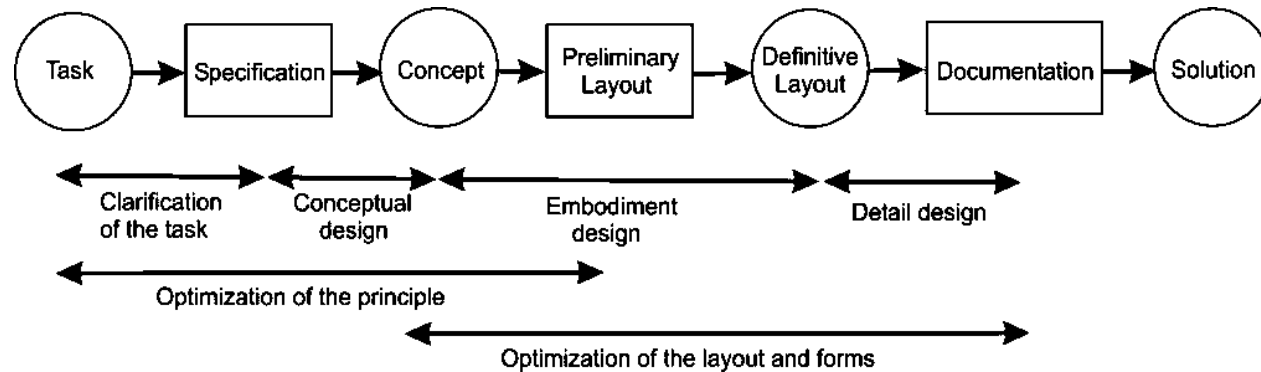 Task
Specification
Concept
Preliminary
Layout
Definitive
Layout
Documentation
Solution
Clarification
of the task
Conceptual
design
Embodiment
design
Detail design
Optimization of the principle
Optimization of the layout and forms